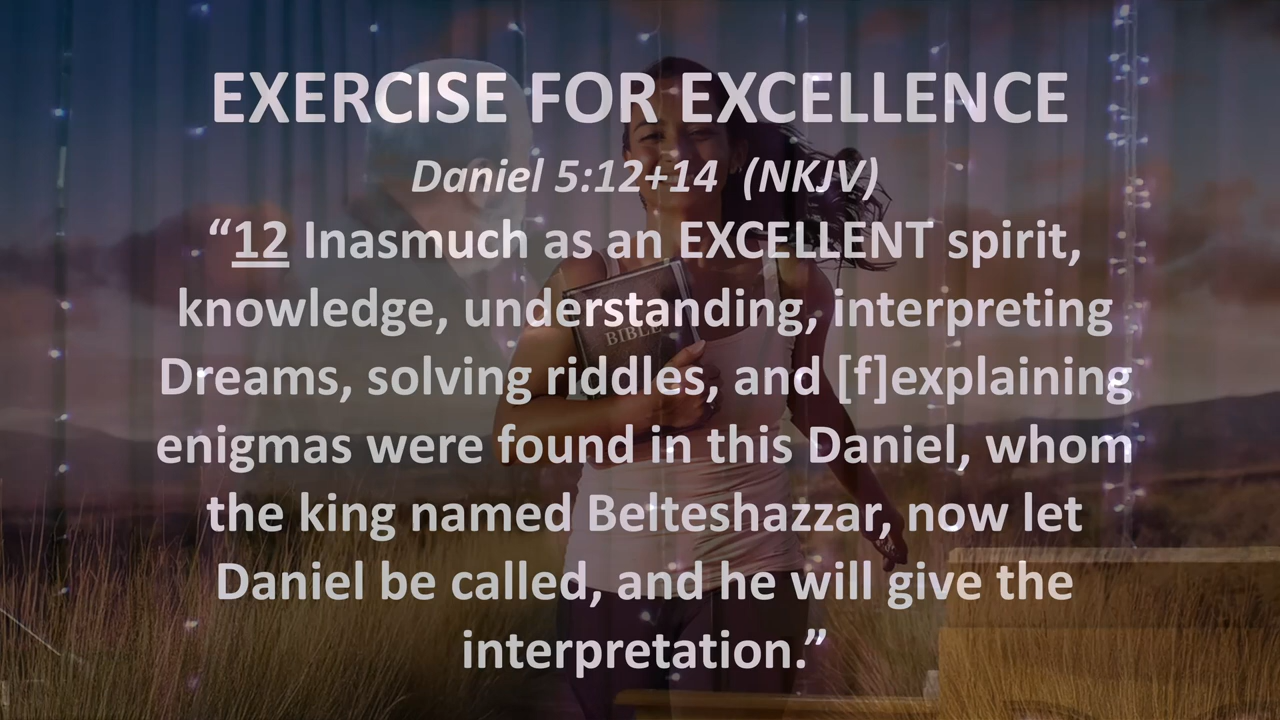 EXERCISE FOR EXCELLENCE
Daniel 5:12+14 (NKJV)
“12 Inasmuch as an EXCELLENT spirit,
knowledge, understanding, interpreting
Dreams, solving riddles, and [f]explaining
enigmas were found in this Daniel, whom
the king named Belteshazzar, now let
Daniel be called, and he will give the
interpretation.”
BIBLE